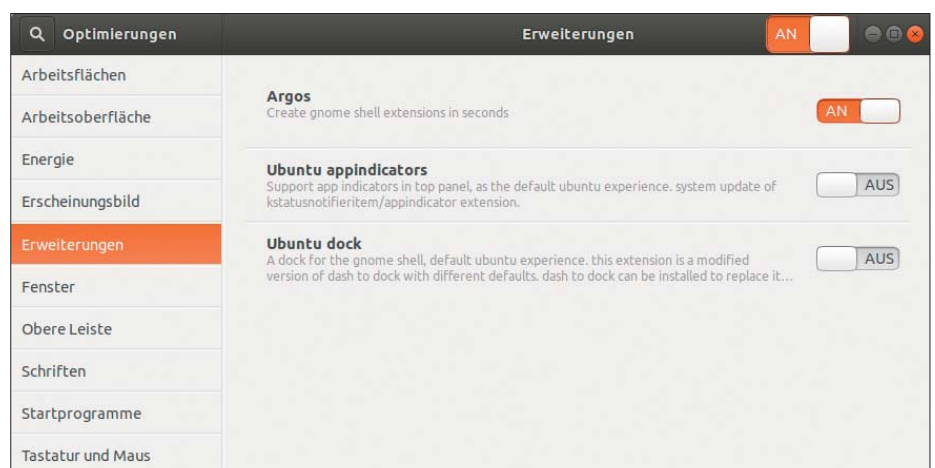 Optimierungen
Erweiterungen
AN
Arbeitsflächen
Arbeitsoberfläche
Energie
Erscheinungsbild
Erweiterungen
Fenster
Obere Leiste
Schriften
Startprogramme
Tastatur und Maus
Argos
Create gnome shell extensions in seconds
AN
Ubuntu appindicators
Support app indicators in top panel, as the default ubuntu experience. system update of
kstatusnotifieritem/appindicator extension.
AUS
Ubuntu dock
A dock for the gnome shell, default ubuntu experience. this extension is a modified
version of dash to dock with different defaults. dash to dock can be installed to replace it…
AUS